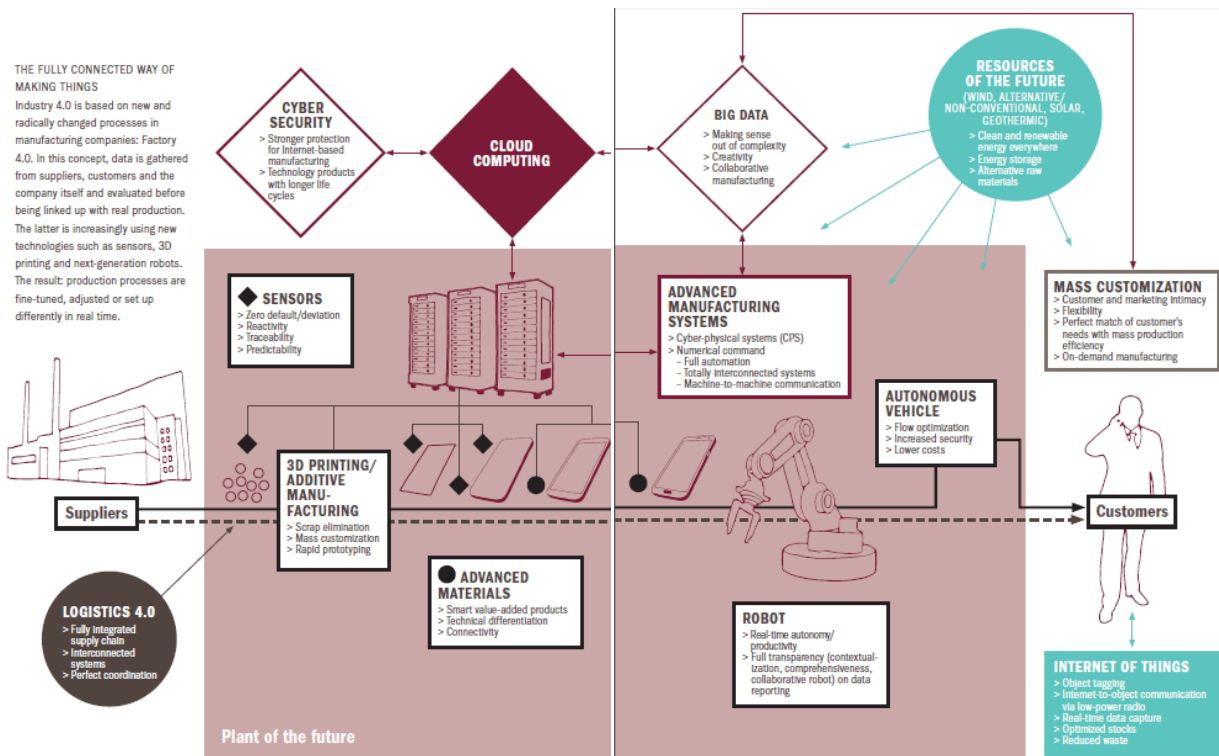 THE FULLY CONNECTED WAY OF
MAKING THINGS
Industry 4.0 is based on new and
radically changed processes in
manufacturing companies: Factory
4.0. In this concept, data is gathered
from suppliers, customers and the
company itself and evaluated before
being linked up with real production.
The latter is increasingly using new
technologies such as sensors, 3D
printing and next-generation robots.
The result: production processes are
fine-tuned, adjusted or set up
differently in real time.
CYBER
SECURITY
> Stronger protection
for Internet-based
manufacturing
> Technology products
with longer life
cycles
CLOUD
COMPUTING
BIG DATA
> Making sense
out of complexity
> Creativity
> Collaborative
manufacturing
RESOURCES
OF THE FUTURE
(WIND, ALTERNATIVE/
NON-CONVENTIONAL, SOLAR,
GEOTHERMIC)
> Clean and renewable
energy everywhere
> Energy storage
> Alternative raw
materials
SENSORS
> Zero default/deviation
> Reactivity
> Traceability
> Predictability
ADVANCED
MANUFACTURING
SYSTEMS
> Cyber-physical systems (CPS)
> Numerical command
– Full automation
– Totally interconnected systems
– Machine-to-machine communication
MASS CUSTOMIZATION
> Customer and marketing intimacy
> Flexibility
> Perfect match of customer's
needs with mass production
efficiency
> On-demand manufacturing
AUTONOMOUS
VEHICLE
> Flow optimization
> Increased security
> Lower costs
3D PRINTING/
ADDITIVE
MANU-
FACTURING
> Scrap elimination
> Mass customization
> Rapid prototyping
Suppliers
Customers
LOGISTICS 4.0
> Fully integrated
supply chain
> Interconnected
systems
> Perfect coordination
ADVANCED
MATERIALS
> Smart value-added products
> Technical differentiation
> Connectivity
ROBOT
> Real-time autonomy/
productivity
> Full transparency (contextual-
ization, comprehensiveness,
collaborative robot) on data
reporting
INTERNET OF THINGS
> Object tagging
> Internet-to-object communication
via low-power radio
> Real-time data capture
> Optimized stocks
> Reduced waste
Plant of the future